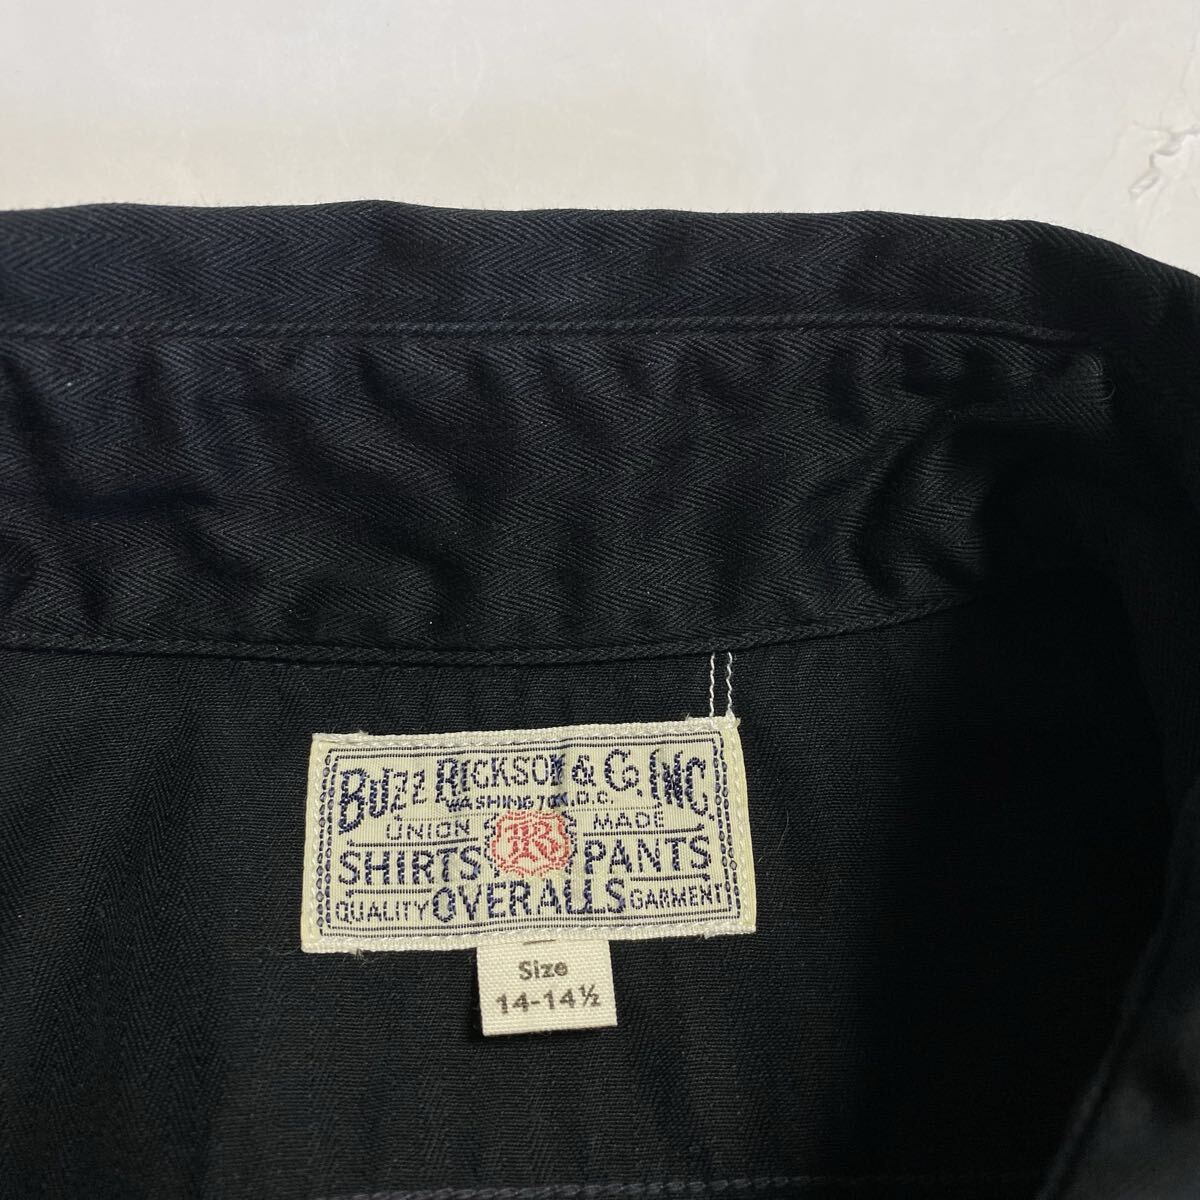 BUZZ RICKSON & Co. INC.
WASHINGTON.D.C.
UNION MADE
SHIRTS PANTS
QUALITY OVERALLS GARMENT
Size
14-14½